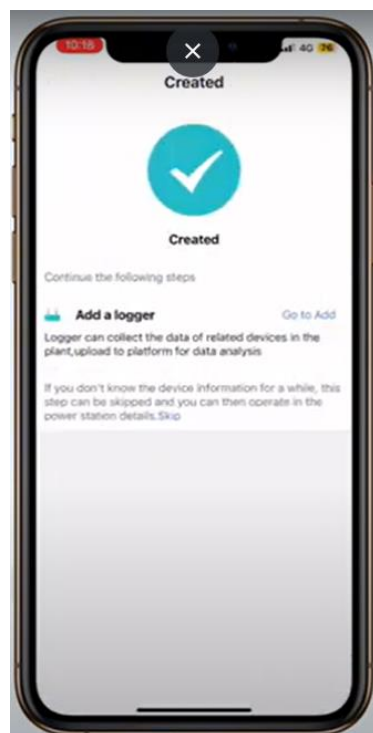 10:18
4G 76
Created
Created
Continue the following steps
Add a logger Go to Add
Logger can collect the data of related devices in the
plant,upload to platform for data analysis
If you don't know the device information for a while, this
step can be skipped and you can then operate in the
power station details.Skip